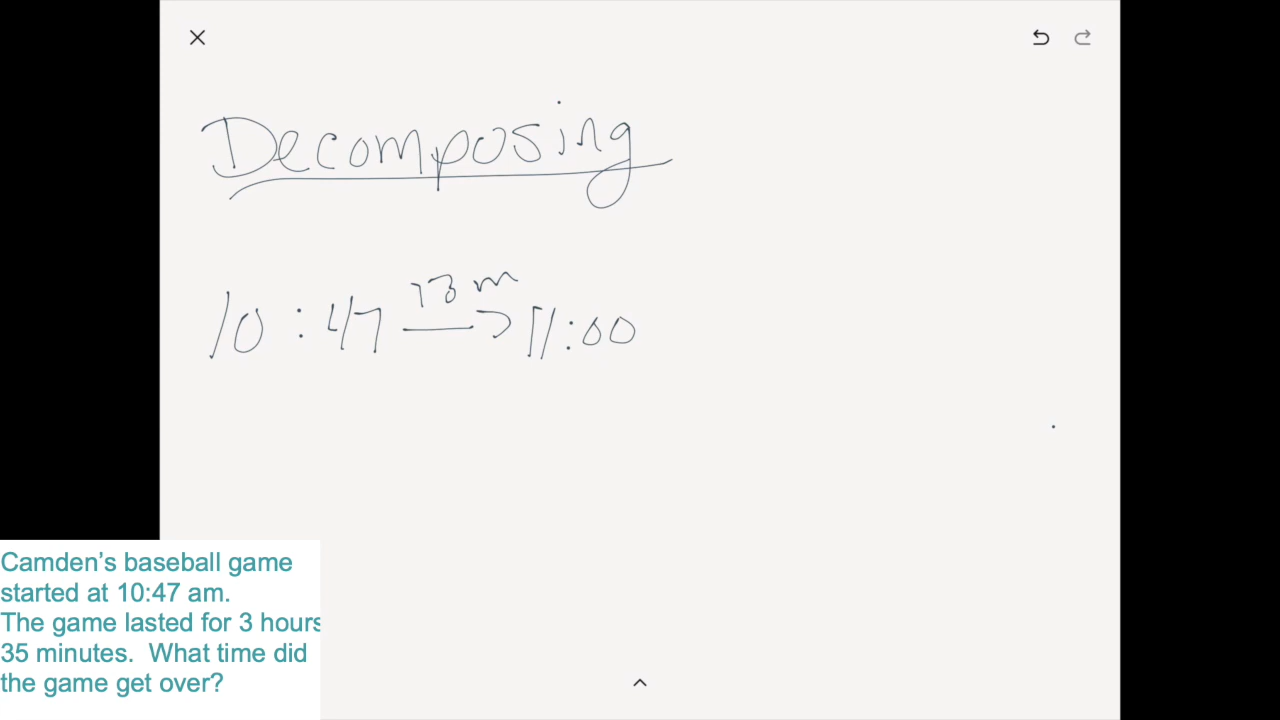 Decomposing
13 m
10:47 → 11:00
Camden's baseball game
started at 10:47 am.
The game lasted for 3 hours
35 minutes.  What time did
the game get over?